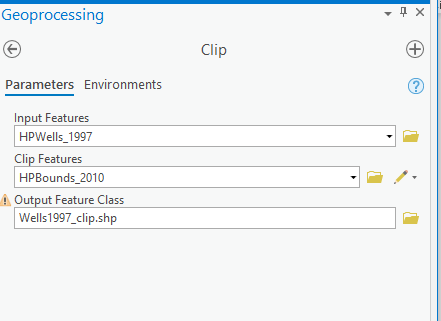 Geoprocessing
Clip
Parameters Environments
Input Features
HPWells_1997
Clip Features
HPBounds_2010
Output Feature Class
Wells1997_clip.shp